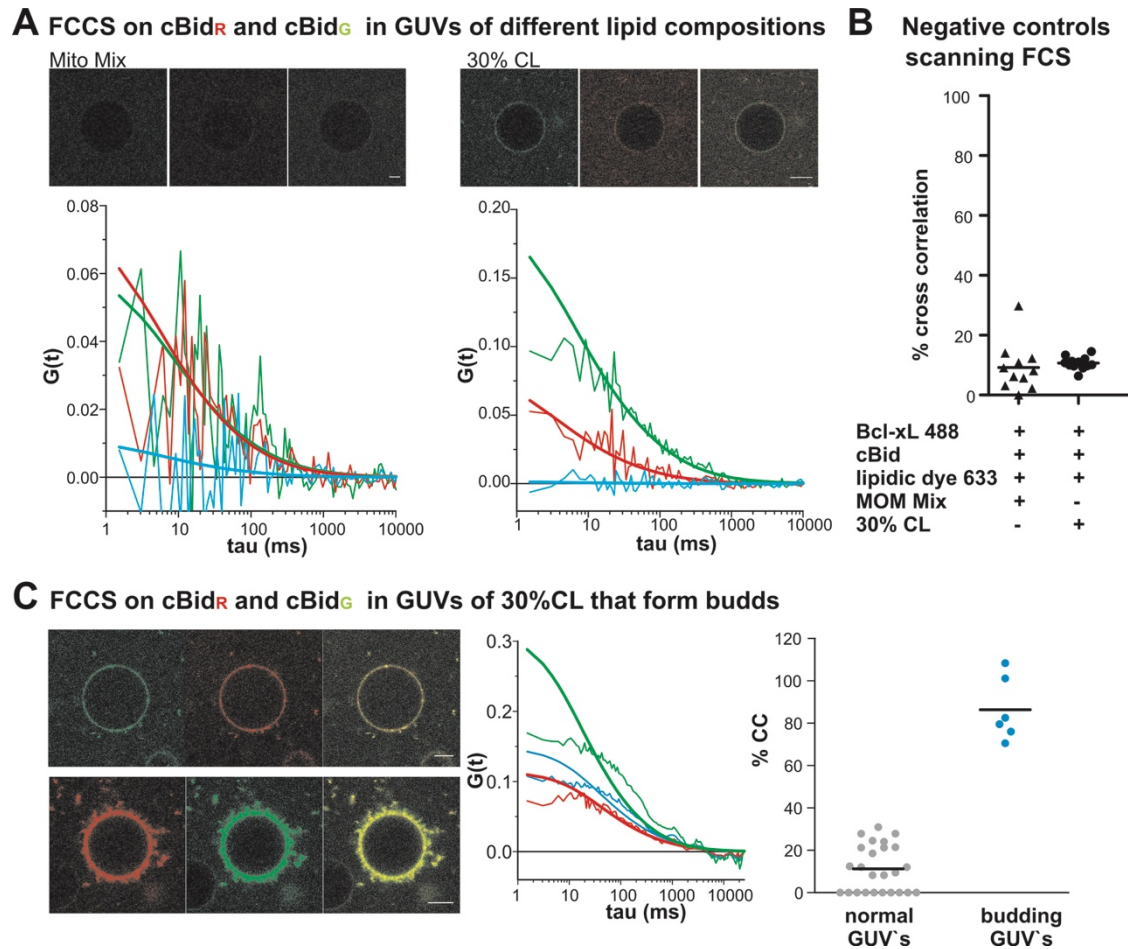 A FCCS on cBidR and cBidG in GUVs of different lipid compositions
Mito Mix
30% CL
0.08
0.06
0.04
0.02
0.00
G(t)
1 10 100 1000 10000
tau (ms)
0.20
0.15
0.10
0.05
0.00
G(t)
1 10 100 1000 10000
tau (ms)
B Negative controls
scanning FCS
100
80
60
40
20
0
% cross correlation
Bcl-xL 488 + +
cBid + +
lipidic dye 633 + +
MOM Mix + -
30% CL - +
C FCCS on cBidR and cBidG in GUVs of 30%CL that form budds
0.3
0.2
0.1
0.0
G(t)
1 10 100 1000 10000
tau (ms)
120
100
80
60
40
20
0
% CC
normal
GUV`s
budding
GUV`s